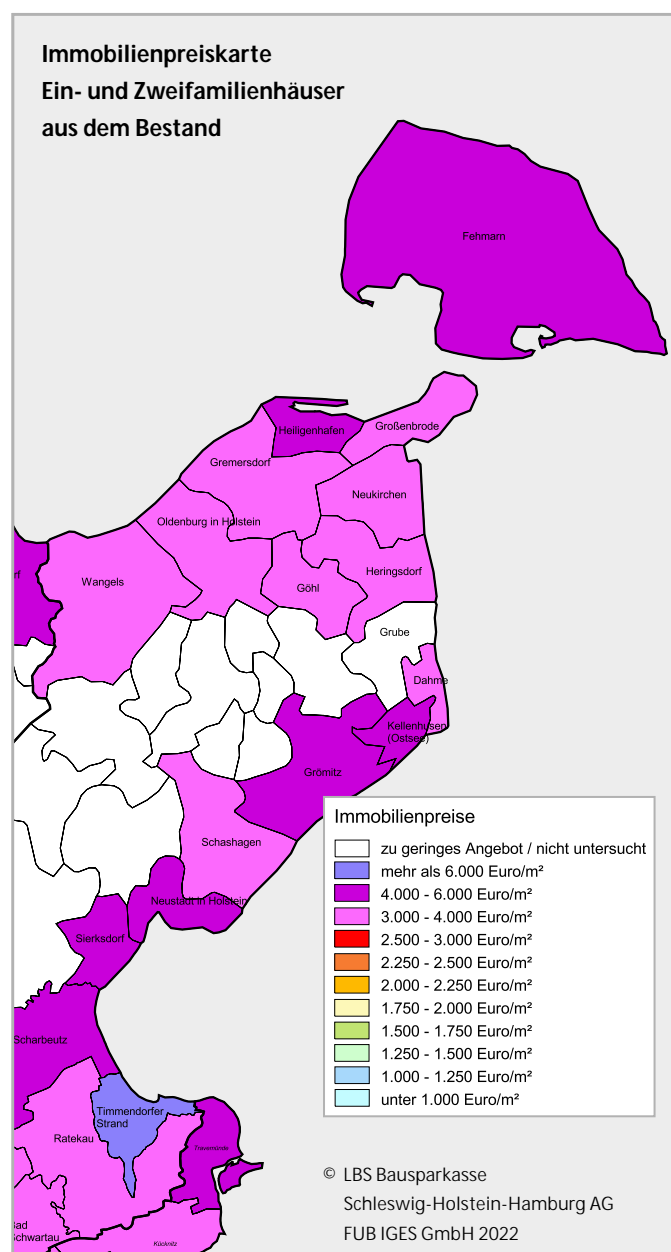 Immobilienpreiskarte
Ein- und Zweifamilienhäuser
aus dem Bestand
Fehmarn
Heiligenhafen
Großenbrode
Gremersdorf
Neukirchen
Oldenburg in Holstein
Heringsdorf
rf
Wangels
Göhl
Grube
Dahme
Kellenhusen
(Ostsee)
Grömitz
Schashagen
Neustadt in Holstein
Sierksdorf
Scharbeutz
Timmendorfer
Strand
Ratekau
Travemünde
Bad
Schwartau
Kücknitz
Immobilienpreise
zu geringes Angebot / nicht untersucht
mehr als 6.000 Euro/m²
4.000 - 6.000 Euro/m²
3.000 - 4.000 Euro/m²
2.500 - 3.000 Euro/m²
2.250 - 2.500 Euro/m²
2.000 - 2.250 Euro/m²
1.750 - 2.000 Euro/m²
1.500 - 1.750 Euro/m²
1.250 - 1.500 Euro/m²
1.000 - 1.250 Euro/m²
unter 1.000 Euro/m²
© LBS Bausparkasse
Schleswig-Holstein-Hamburg AG
FUB IGES GmbH 2022